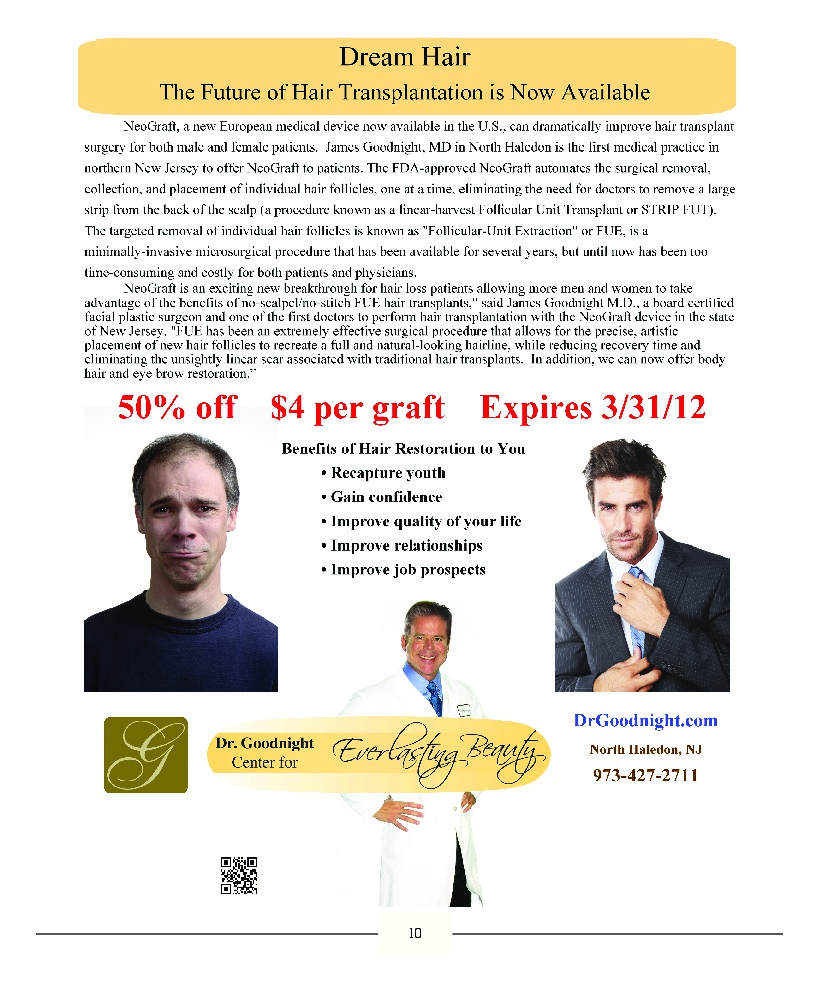 Dream Hair
The Future of Hair Transplantation is Now Available
NeoGraft, a new European medical device now available in the U.S., can dramatically improve hair transplant
surgery for both male and female patients. James Goodnight, MD in North Haledon is the first medical practice in
northern New Jersey to offer NeoGraft to patients. The FDA-approved NeoGraft automates the surgical removal,
collection, and placement of individual hair follicles, one at a time, eliminating the need for doctors to remove a large
strip from the back of the scalp (a procedure known as a linear-harvest Follicular Unit Transplant or STRIP FUT).
The targeted removal of individual hair follicles is known as "Follicular-Unit Extraction" or FUE, is a
minimally-invasive microsurgical procedure that has been available for several years, but until now has been too
time-consuming and costly for both patients and physicians.
NeoGraft is an exciting new breakthrough for hair loss patients allowing more men and women to take
advantage of the benefits of no-scalpel/no-stitch FUE hair transplants," said James Goodnight M.D., a board certified
facial plastic surgeon and one of the first doctors to perform hair transplantation with the NeoGraft device in the state
of New Jersey. "FUE has been an extremely effective surgical procedure that allows for the precise, artistic
placement of new hair follicles to recreate a full and natural-looking hairline, while reducing recovery time and
eliminating the unsightly linear scar associated with traditional hair transplants. In addition, we can now offer body
hair and eye brow restoration.”
50% off $4 per graft Expires 3/31/12
Benefits of Hair Restoration to You
• Recapture youth
• Gain confidence
• Improve quality of your life
• Improve relationships
• Improve job prospects
DrGoodnight.com
North Haledon, NJ
973-427-2711
G
Dr. Goodnight
Center for
Everlasting Beauty
10